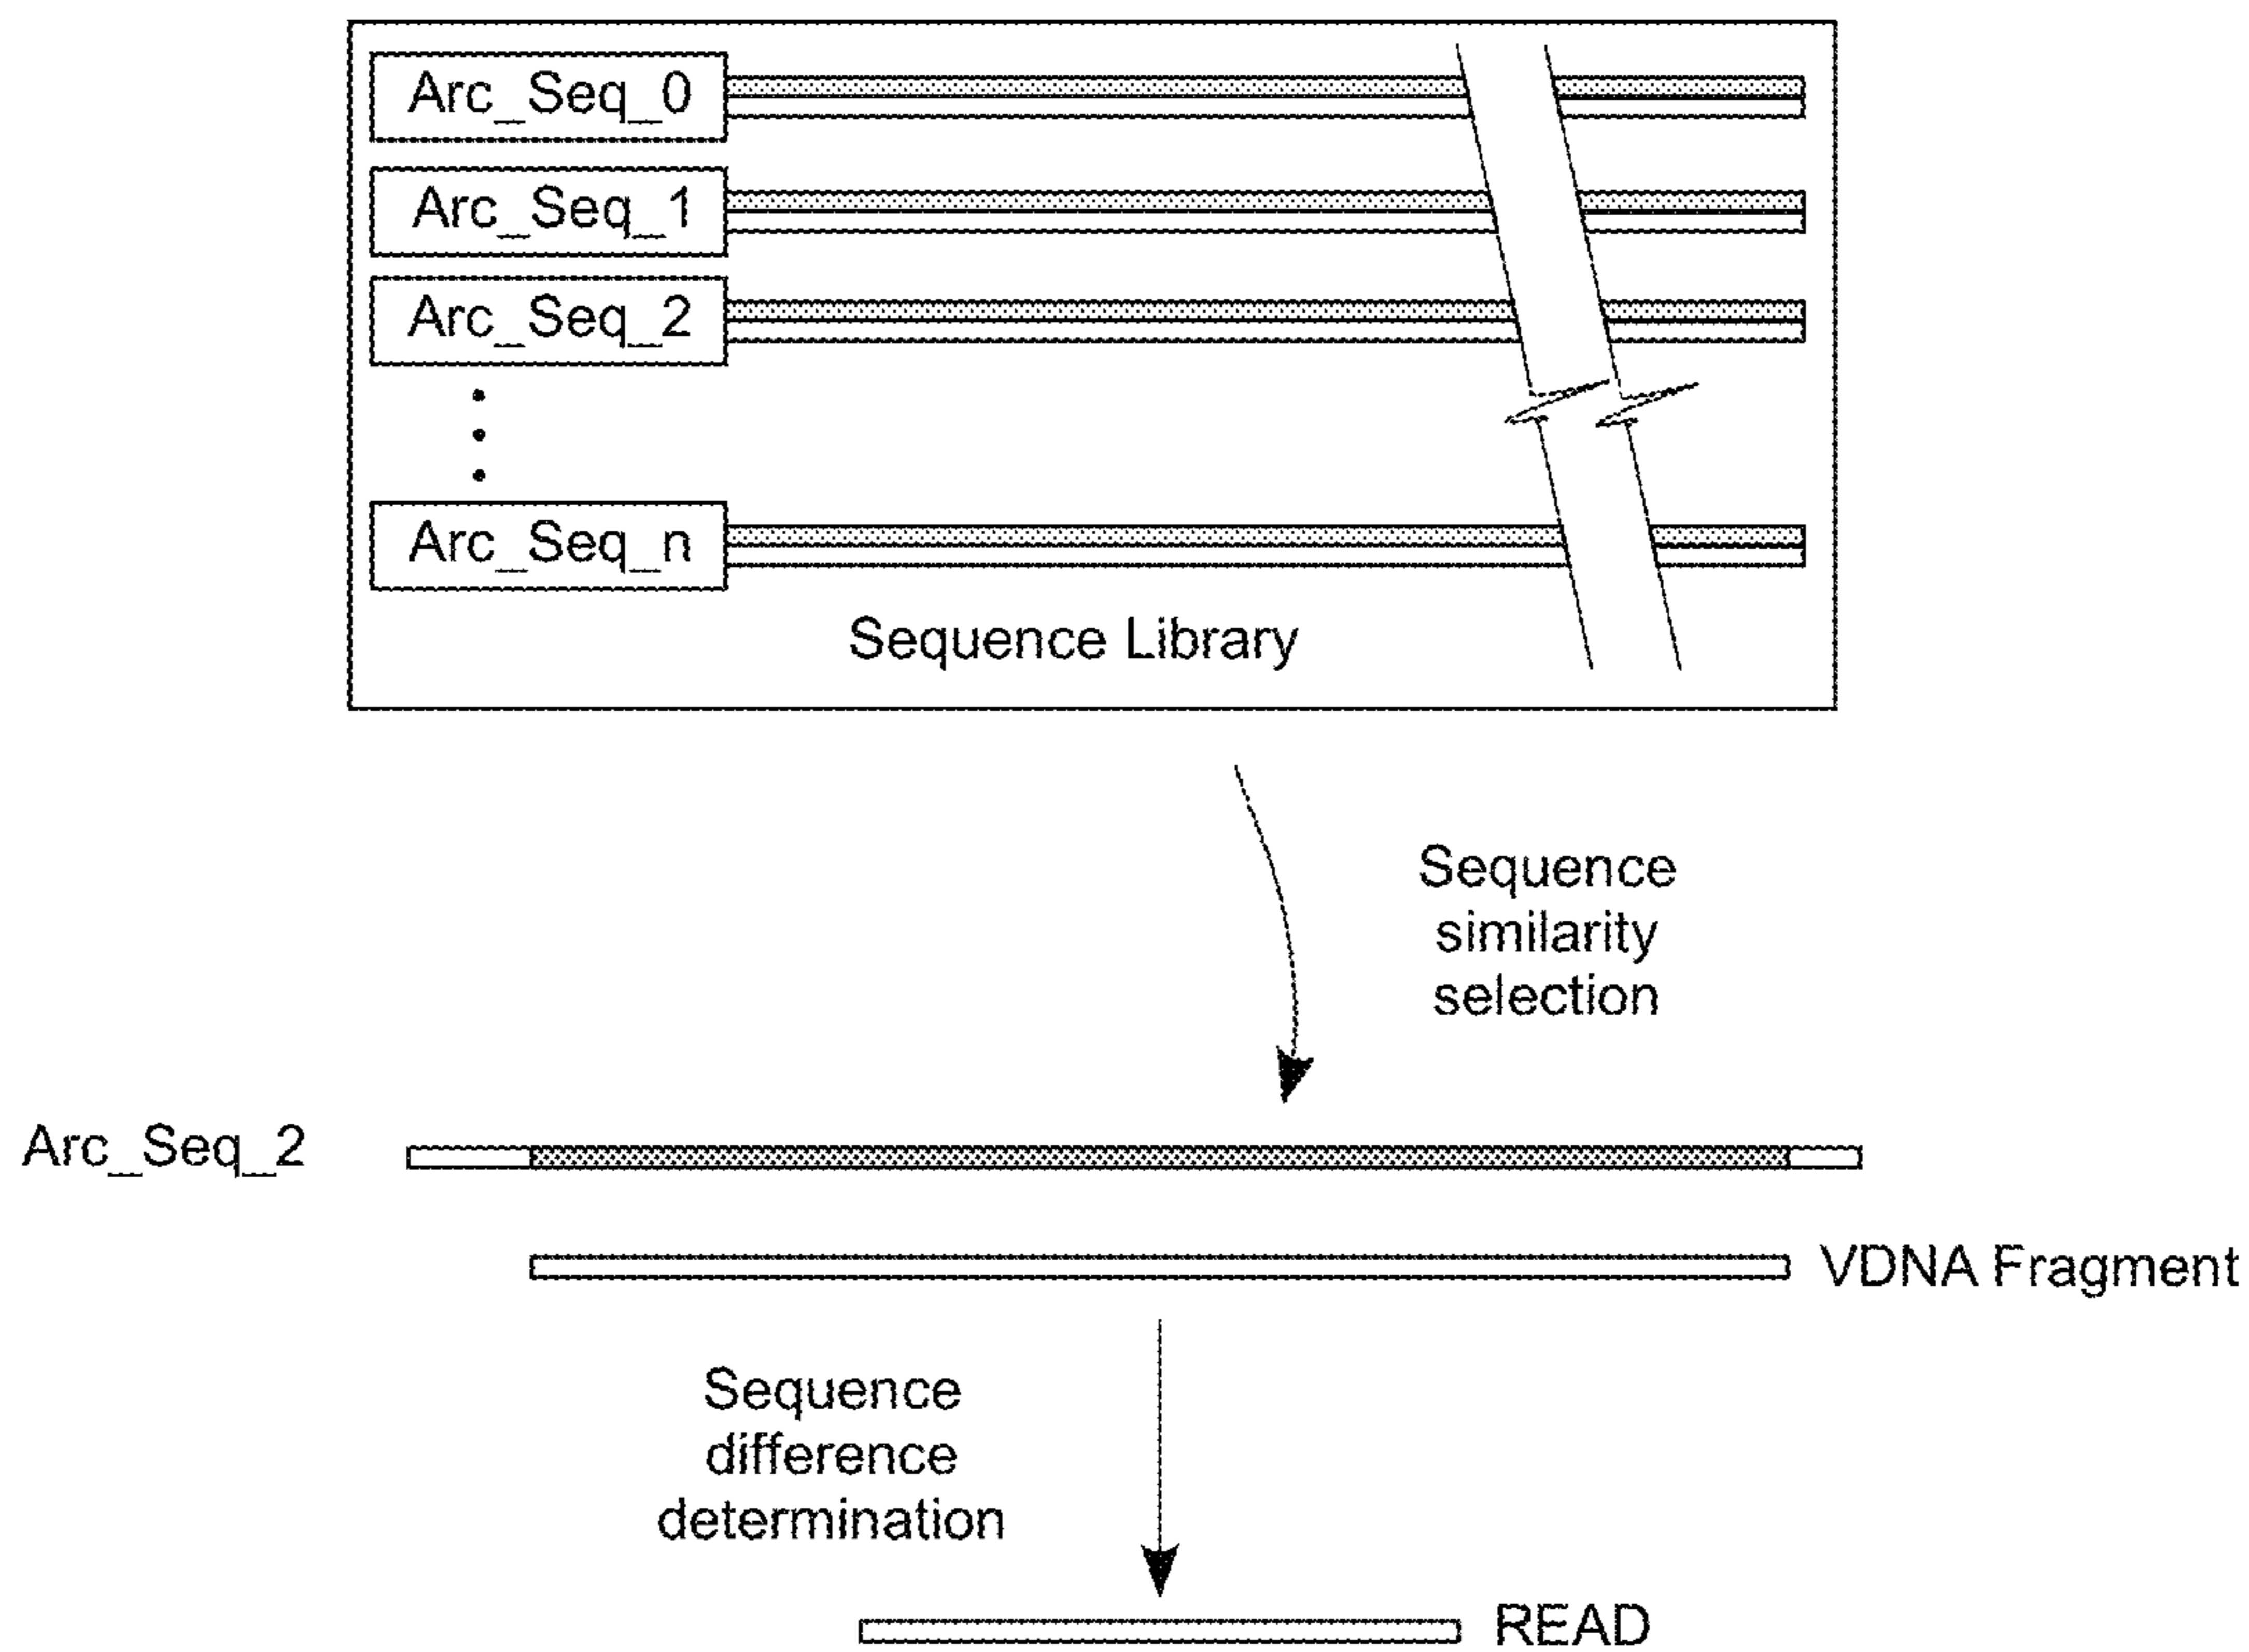 Arc_Seq_0
Arc_Seq_1
Arc_Seq_2
Arc_Seq_n
Sequence Library
Sequence
similarity
selection
Arc_Seq_2
VDNA Fragment
Sequence
difference
determination
READ